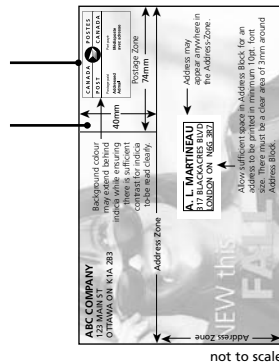 ABC COMPANY
123 MAIN ST
OTTAWA ON K1A 2B3
Background colour
may extend behind
indicia while ensuring
there is sufficient
contrast for indicia
to be read clearly.
CANADA POSTES
POST CANADA
40mm
Postage Zone
74mm
Address may
appear anywhere in
the Address-Zone.
A. L. MARTINEAU
317 BLACKACRES BLVD
LONDON ON N6G 3R7
Allow sufficient space in Address Block for an
address to be printed in minimum 10pt. font
size. There must be a clear area of 3mm around
Address Block.
Address Zone
Address Zone
NEW this
FALL
not to scale